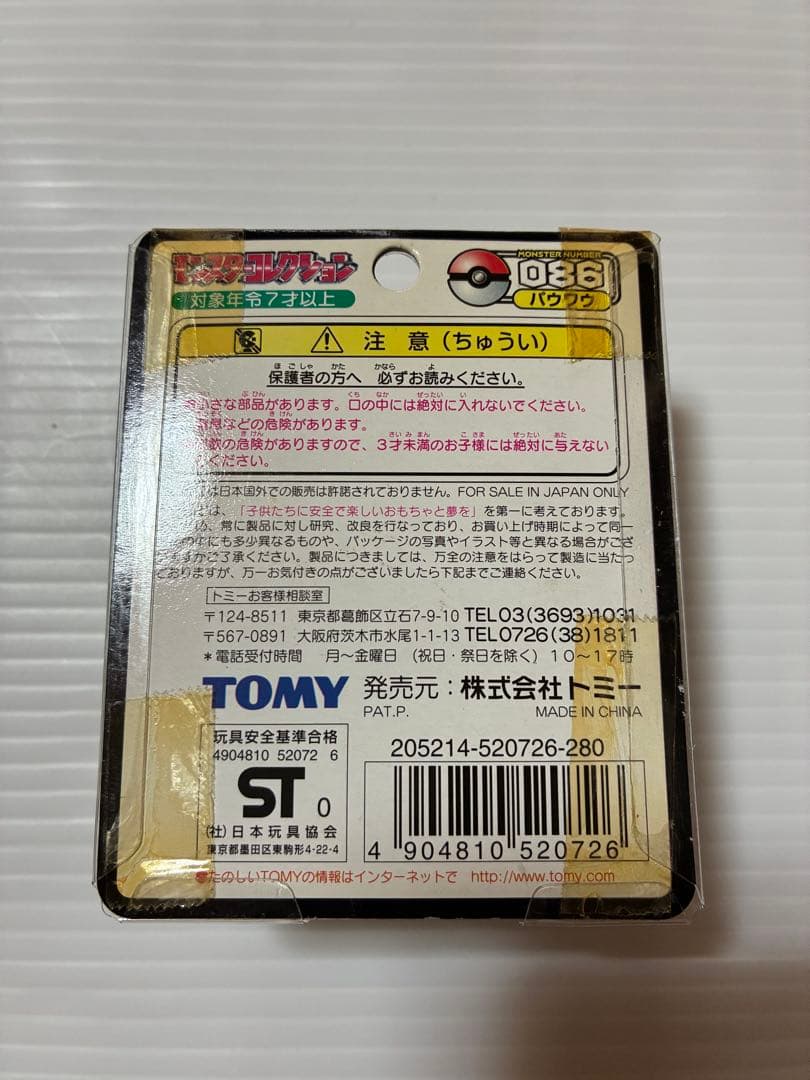 モンスターコレクション
対象年令7才以上
MONSTER NUMBER
086
パウワウ
注 意（ちゅうい）
保護者の方へ 必ずお読みください。
小さな部品があります。口の中には絶対に入れないでください。
などの危険があります。
の危険がありますので、3才未満のお子様には絶対に与えない
ください。
は日本国外での販売は許諾されておりません。FOR SALE IN JAPAN ONLY
は、「子供たちに安全で楽しいおもちゃと夢を」を第一に考えております。
常に製品に対し研究、改良を行なっており、お買い上げ時期によって同一
の中にも多少異なるものや、パッケージの写真やイラスト等と異なる場合がござ
ますがご了承ください。製品につきましては、万全の注意をはらって製造に当たっ
ておりますが、万一お気付きの点がございましたら下記までご連絡ください。
トミーお客様相談室
〒124-8511 東京都葛飾区立石7-9-10 TEL03(3693)1031
〒567-0891 大阪府茨木市水尾1-1-13 TEL0726(38)1811
*電話受付時間 月～金曜日（祝日・祭日を除く）10～17時
TOMY 発売元：株式会社トミー
PAT.P. MADE IN CHINA
玩具安全基準合格
4904810 52072 6
ST 0
(社)日本玩具協会
東京都墨田区東駒形4-22-4
205214-520726-280
4 904810 520726
たのしいTOMYの情報はインターネットで http://www.tomy.com